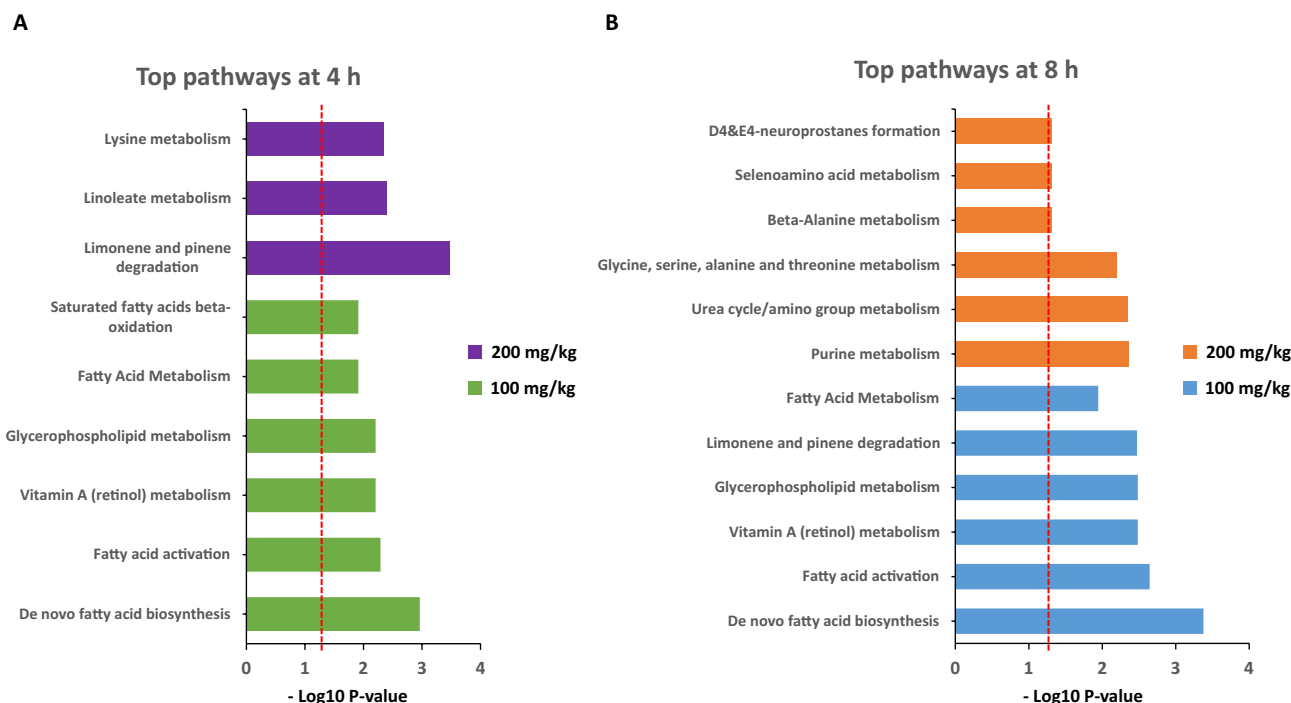 A
Top pathways at 4 h
Lysine metabolism
Linoleate metabolism
Limonene and pinene
degradation
Saturated fatty acids beta-
oxidation
Fatty Acid Metabolism
Glycerophospholipid metabolism
Vitamin A (retinol) metabolism
Fatty acid activation
De novo fatty acid biosynthesis
0 1 2 3 4
- Log10 P-value
200 mg/kg
100 mg/kg
B
Top pathways at 8 h
D4&E4-neuroprostanes formation
Selenoamino acid metabolism
Beta-Alanine metabolism
Glycine, serine, alanine and threonine metabolism
Urea cycle/amino group metabolism
Purine metabolism
Fatty Acid Metabolism
Limonene and pinene degradation
Glycerophospholipid metabolism
Vitamin A (retinol) metabolism
Fatty acid activation
De novo fatty acid biosynthesis
0 1 2 3 4
- Log10 P-value
200 mg/kg
100 mg/kg